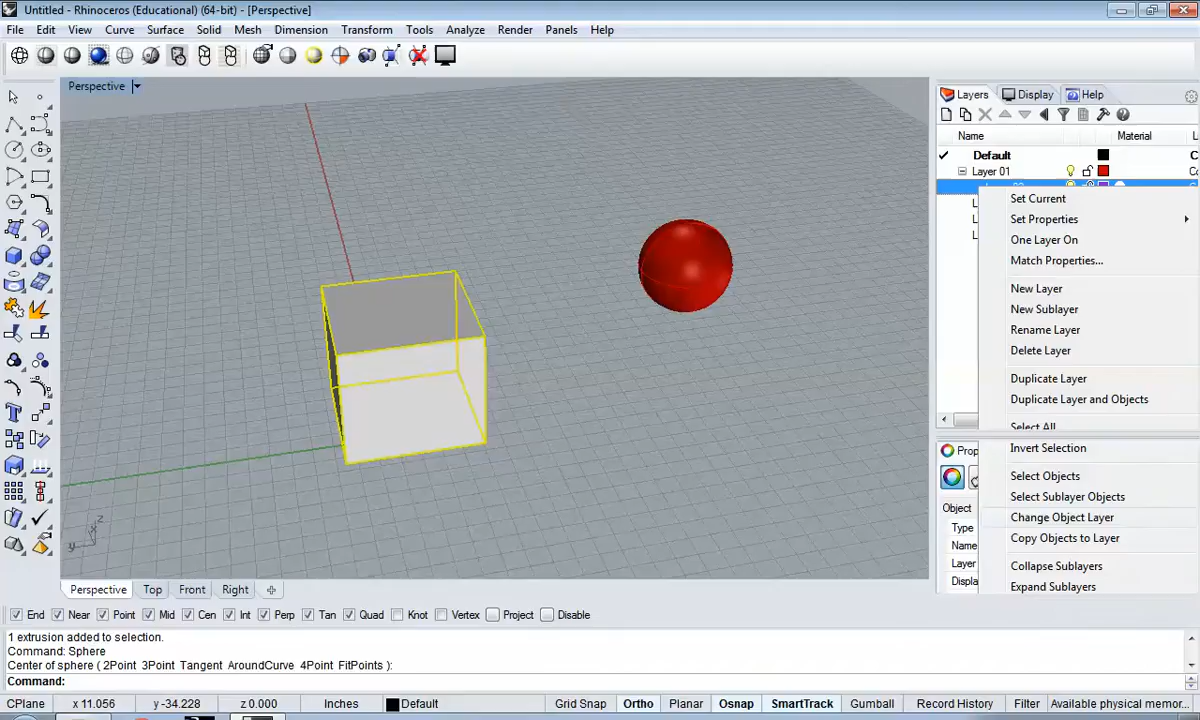 Untitled - Rhinoceros (Educational) (64-bit) - [Perspective]
File Edit View Curve Surface Solid Mesh Dimension Transform Tools Analyze Render Panels Help
Perspective
Layers Display Help
Name Material L
Default C
Layer 01 Co
L
L
L
Set Current
Set Properties
One Layer On
Match Properties...
New Layer
New Sublayer
Rename Layer
Delete Layer
Duplicate Layer
Duplicate Layer and Objects
Select All
Invert Selection
Select Objects
Select Sublayer Objects
Change Object Layer
Copy Objects to Layer
Collapse Sublayers
Expand Sublayers
Prop
Object
Type
Name
Layer
Displa
z
x
y
Perspective Top Front Right
End Near Point Mid Cen Int Perp Tan Quad Knot Vertex Project Disable
1 extrusion added to selection.
Command: Sphere
Center of sphere ( 2Point 3Point Tangent AroundCurve 4Point FitPoints ):
Command:
CPlane x 11.056 y -34.228 z 0.000 Inches Default Grid Snap Ortho Planar Osnap SmartTrack Gumball Record History Filter Available physical memor...